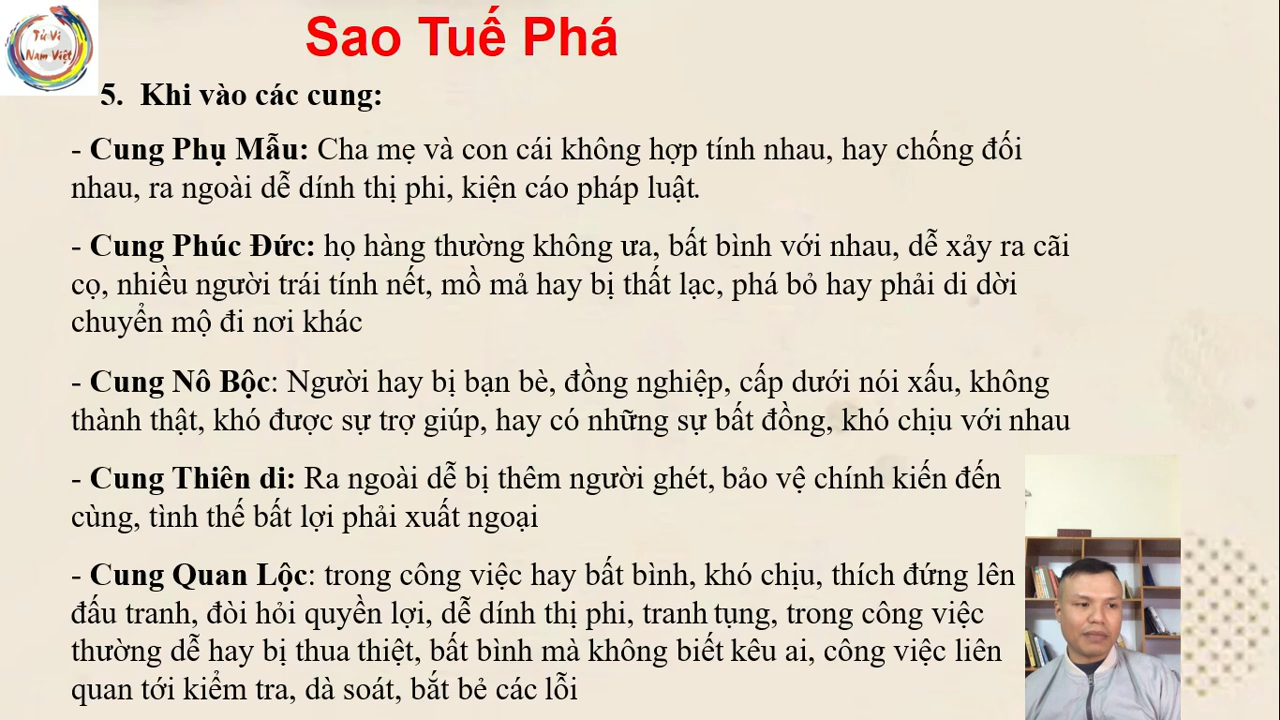 Tử Vi
Nam Việt
Sao Tuế Phá
5. Khi vào các cung:
- Cung Phụ Mẫu: Cha mẹ và con cái không hợp tính nhau, hay chống đối
nhau, ra ngoài dễ dính thị phi, kiện cáo pháp luật.
- Cung Phúc Đức: họ hàng thường không ưa, bất bình với nhau, dễ xảy ra cãi
cọ, nhiều người trái tính nết, mồ mả hay bị thất lạc, phá bỏ hay phải di dời
chuyển mộ đi nơi khác
- Cung Nô Bộc: Người hay bị bạn bè, đồng nghiệp, cấp dưới nói xấu, không
thành thật, khó được sự trợ giúp, hay có những sự bất đồng, khó chịu với nhau
- Cung Thiên di: Ra ngoài dễ bị thêm người ghét, bảo vệ chính kiến đến
cùng, tình thế bất lợi phải xuất ngoại
- Cung Quan Lộc: trong công việc hay bất bình, khó chịu, thích đứng lên
đấu tranh, đòi hỏi quyền lợi, dễ dính thị phi, tranh tụng, trong công việc
thường dễ hay bị thua thiệt, bất bình mà không biết kêu ai, công việc liên
quan tới kiểm tra, dà soát, bắt bẻ các lỗi